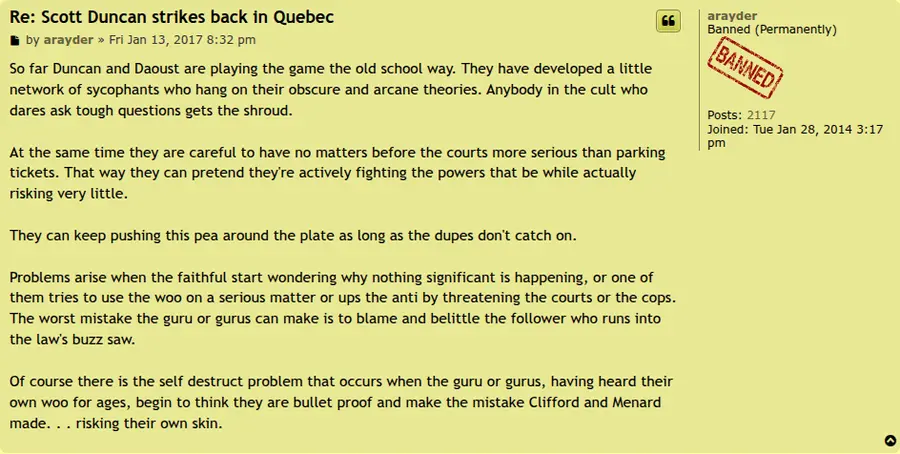 Re: Scott Duncan strikes back in Quebec
by arayder » Fri Jan 13, 2017 8:32 pm
So far Duncan and Daoust are playing the game the old school way. They have developed a little
network of sycophants who hang on their obscure and arcane theories. Anybody in the cult who
dares ask tough questions gets the shroud.
At the same time they are careful to have no matters before the courts more serious than parking
tickets. That way they can pretend they're actively fighting the powers that be while actually
risking very little.
They can keep pushing this pea around the plate as long as the dupes don't catch on.
Problems arise when the faithful start wondering why nothing significant is happening, or one of
them tries to use the woo on a serious matter or ups the anti by threatening the courts or the cops.
The worst mistake the guru or gurus can make is to blame and belittle the follower who runs into
the law's buzz saw.
Of course there is the self destruct problem that occurs when the guru or gurus, having heard their
own woo for ages, begin to think they are bullet proof and make the mistake Clifford and Menard
made. . . risking their own skin.
arayder
Banned (Permanently)
BANNED
Posts: 2117
Joined: Tue Jan 28, 2014 3:17
pm